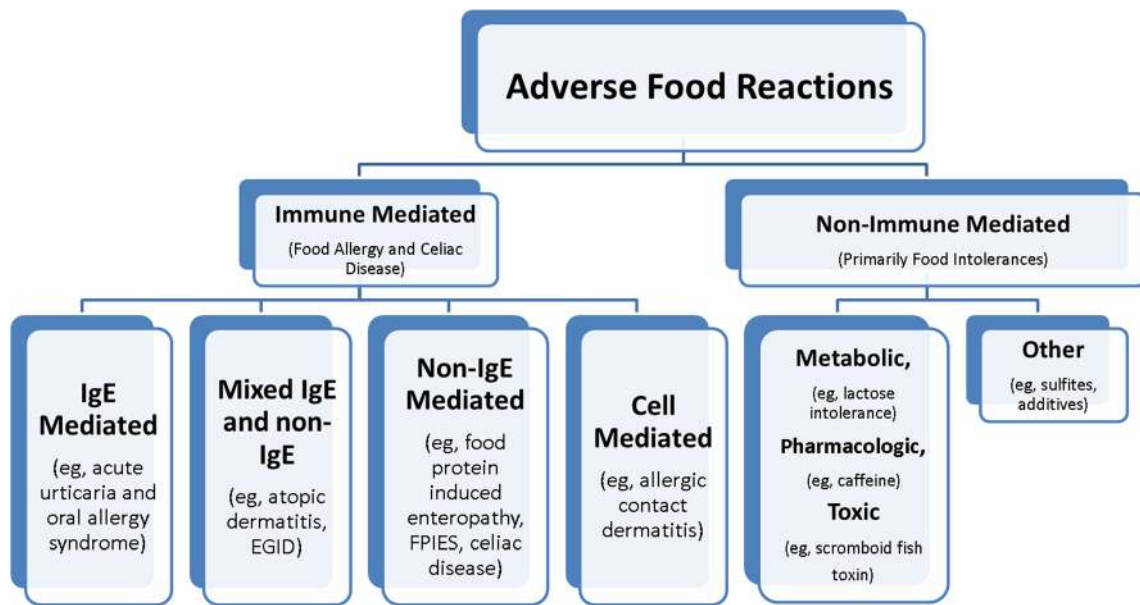 Adverse Food Reactions
Immune Mediated
(Food Allergy and Celiac
Disease)
Non-Immune Mediated
(Primarily Food Intolerances)
IgE
Mediated
(eg, acute
urticaria and
oral allergy
syndrome)
Mixed IgE
and non-
IgE
(eg, atopic
dermatitis,
EGID)
Non-IgE
Mediated
(eg, food
protein
induced
enteropathy,
FPIES, celiac
disease)
Cell
Mediated
(eg, allergic
contact
dermatitis)
Metabolic,
(eg, lactose
intolerance)
Pharmacologic,
(eg, caffeine)
Toxic
(eg, scromboid fish
toxin)
Other
(eg, sulfites,
additives)